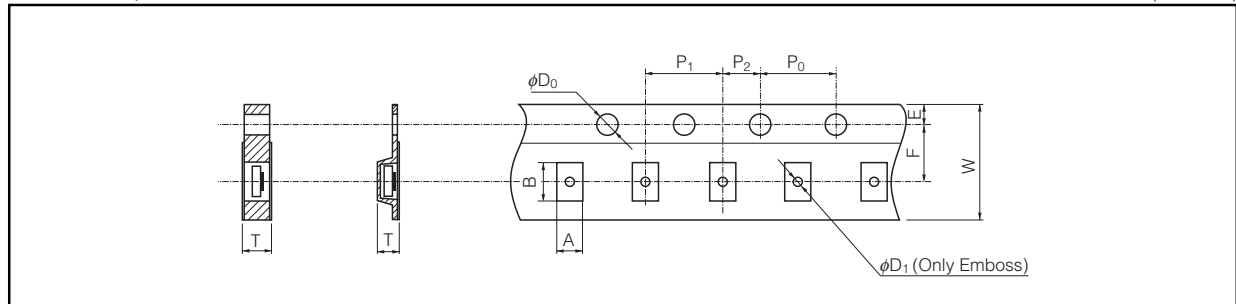 P₁
P₂
P₀
ϕD₀
E
F
W
B
A
T
T
ϕD₁ (Only Emboss)